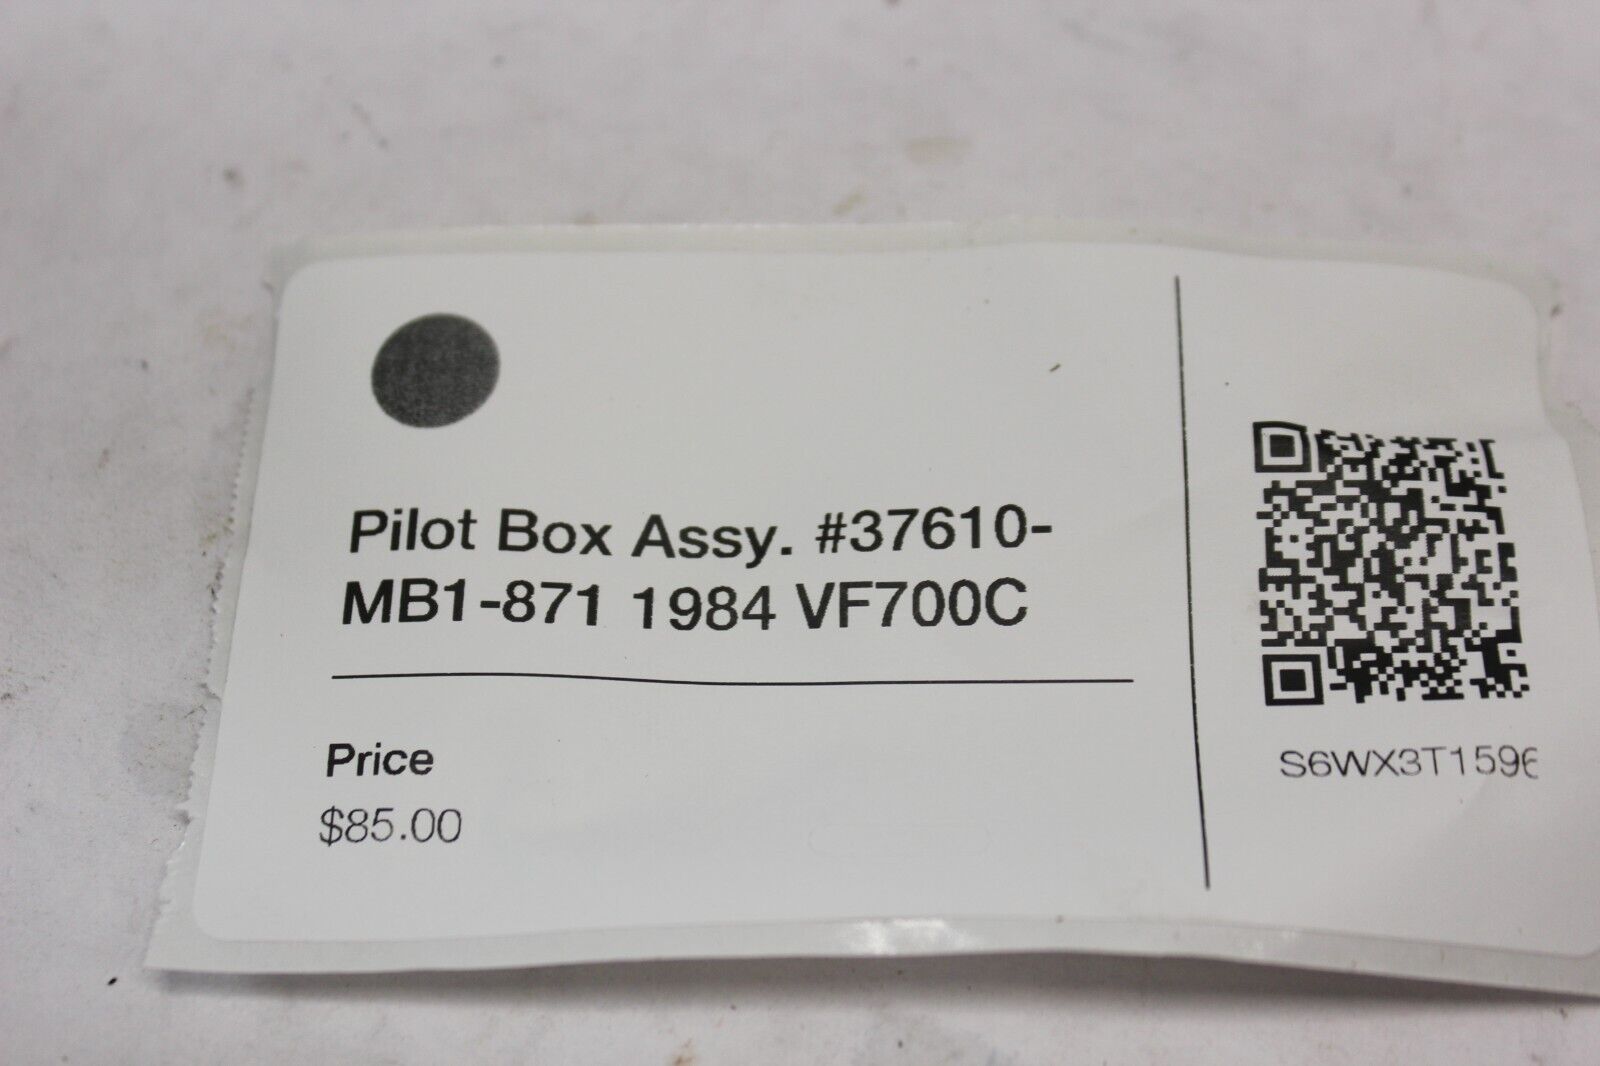 Pilot Box Assy. #37610-
MB1-871 1984 VF700C
Price
$85.00
S6WX3T1596